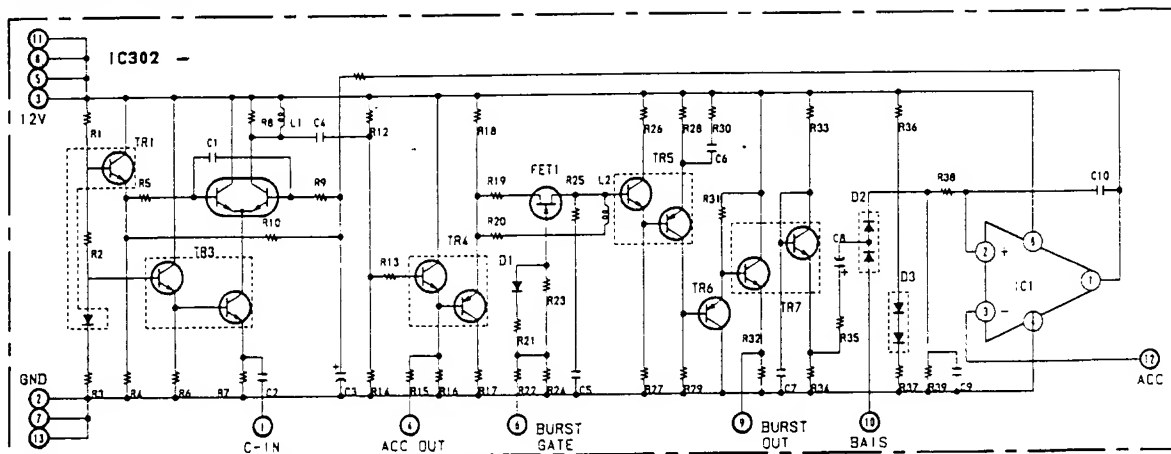 11
8
5
3
12V
IC302 -
R1
TR1
R5
C1
R8
L1
C4
R12
R9
R10
R2
TR3
R13
TR4
R18
R19
R20
FET1
R25
L2
D1
R23
R21
R26
R28
R30
TR5
C6
R31
TR6
TR7
R33
C8
D2
R35
R36
D3
R38
C10
2
+
3
-
IC1
8
7
4
GND
2
7
13
R3
R4
R6
R7
C2
C3
R14
R15
R16
R17
R22
R24
C5
R27
R29
R32
C7
R34
R37
R39
C9
1
C-IN
4
ACC OUT
6
BURST
GATE
9
BURST
OUT
10
BAIS
12
ACC